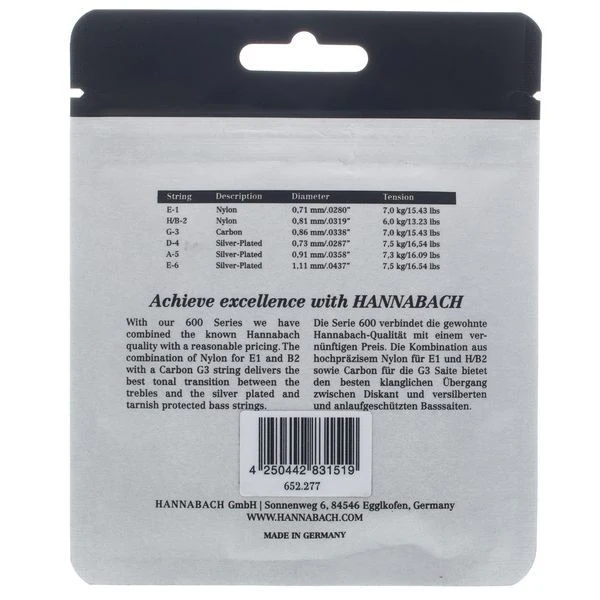 String Description Diameter Tension
E-1 Nylon 0,71 mm/.0280" 7,0 kg/15.43 lbs
H/B-2 Nylon 0,81 mm/.0319" 6,0 kg/13.23 lbs
G-3 Carbon 0,86 mm/.0338" 7,0 kg/15.43 lbs
D-4 Silver-Plated 0,73 mm/.0287" 7,5 kg/16,54 lbs
A-5 Silver-Plated 0,91 mm/.0358" 7,3 kg/16.09 lbs
E-6 Silver-Plated 1,11 mm/.0437" 7,5 kg/16.54 lbs
Achieve excellence with HANNABACH
With our 600 Series we have
combined the known Hannabach
quality with a reasonable pricing. The
combination of Nylon for E1 and B2
with a Carbon G3 string delivers the
best tonal transition between the
trebles and the silver plated and
tarnish protected bass strings.
Die Serie 600 verbindet die gewohnte
Hannabach-Qualität mit einem ver-
nünftigen Preis. Die Kombination aus
hochpräzisem Nylon für E1 und H/B2
sowie Carbon für die G3 Saite bietet
den besten klanglichen Übergang
zwischen Diskant und versilberten
und anlaufgeschützten Basssaiten.
4 250442 831519
652.277
HANNABACH GmbH | Sonnenweg 6, 84546 Egglkofen, Germany
WWW.HANNABACH.COM
MADE IN GERMANY